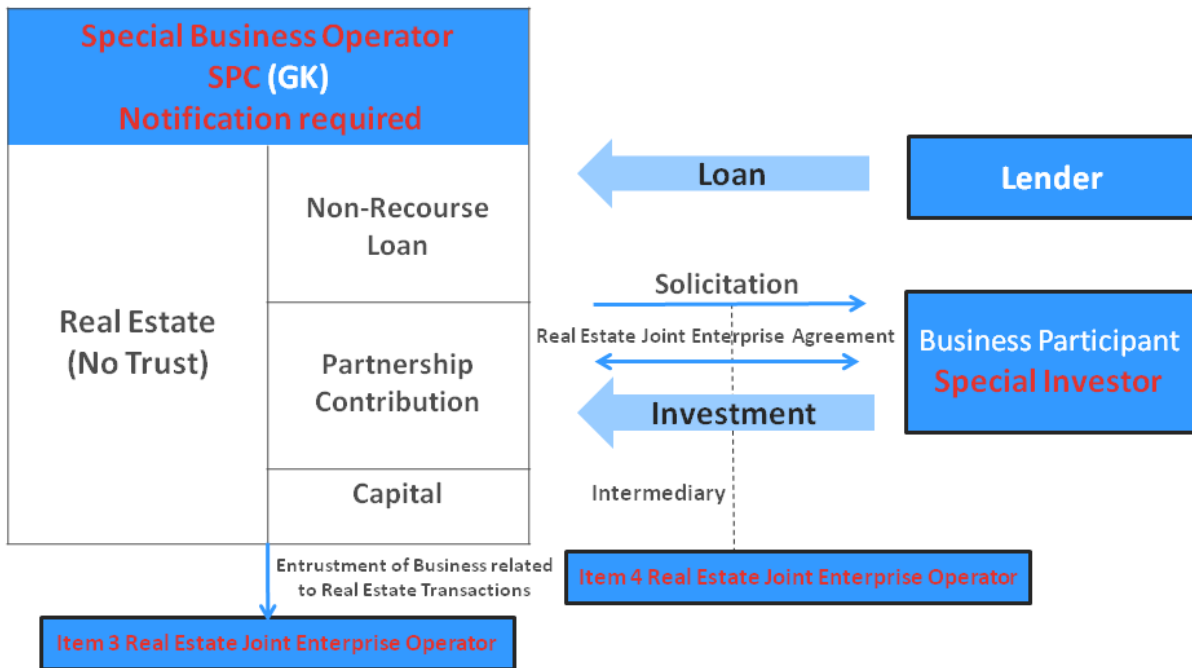 Special Business Operator
SPC (GK)
Notification required
Real Estate
(No Trust)
Non-Recourse
Loan
Partnership
Contribution
Capital
Loan
Lender
Solicitation
Real Estate Joint Enterprise Agreement
Investment
Business Participant
Special Investor
Intermediary
Entrustment of Business related
to Real Estate Transactions
Item 4 Real Estate Joint Enterprise Operator
Item 3 Real Estate Joint Enterprise Operator